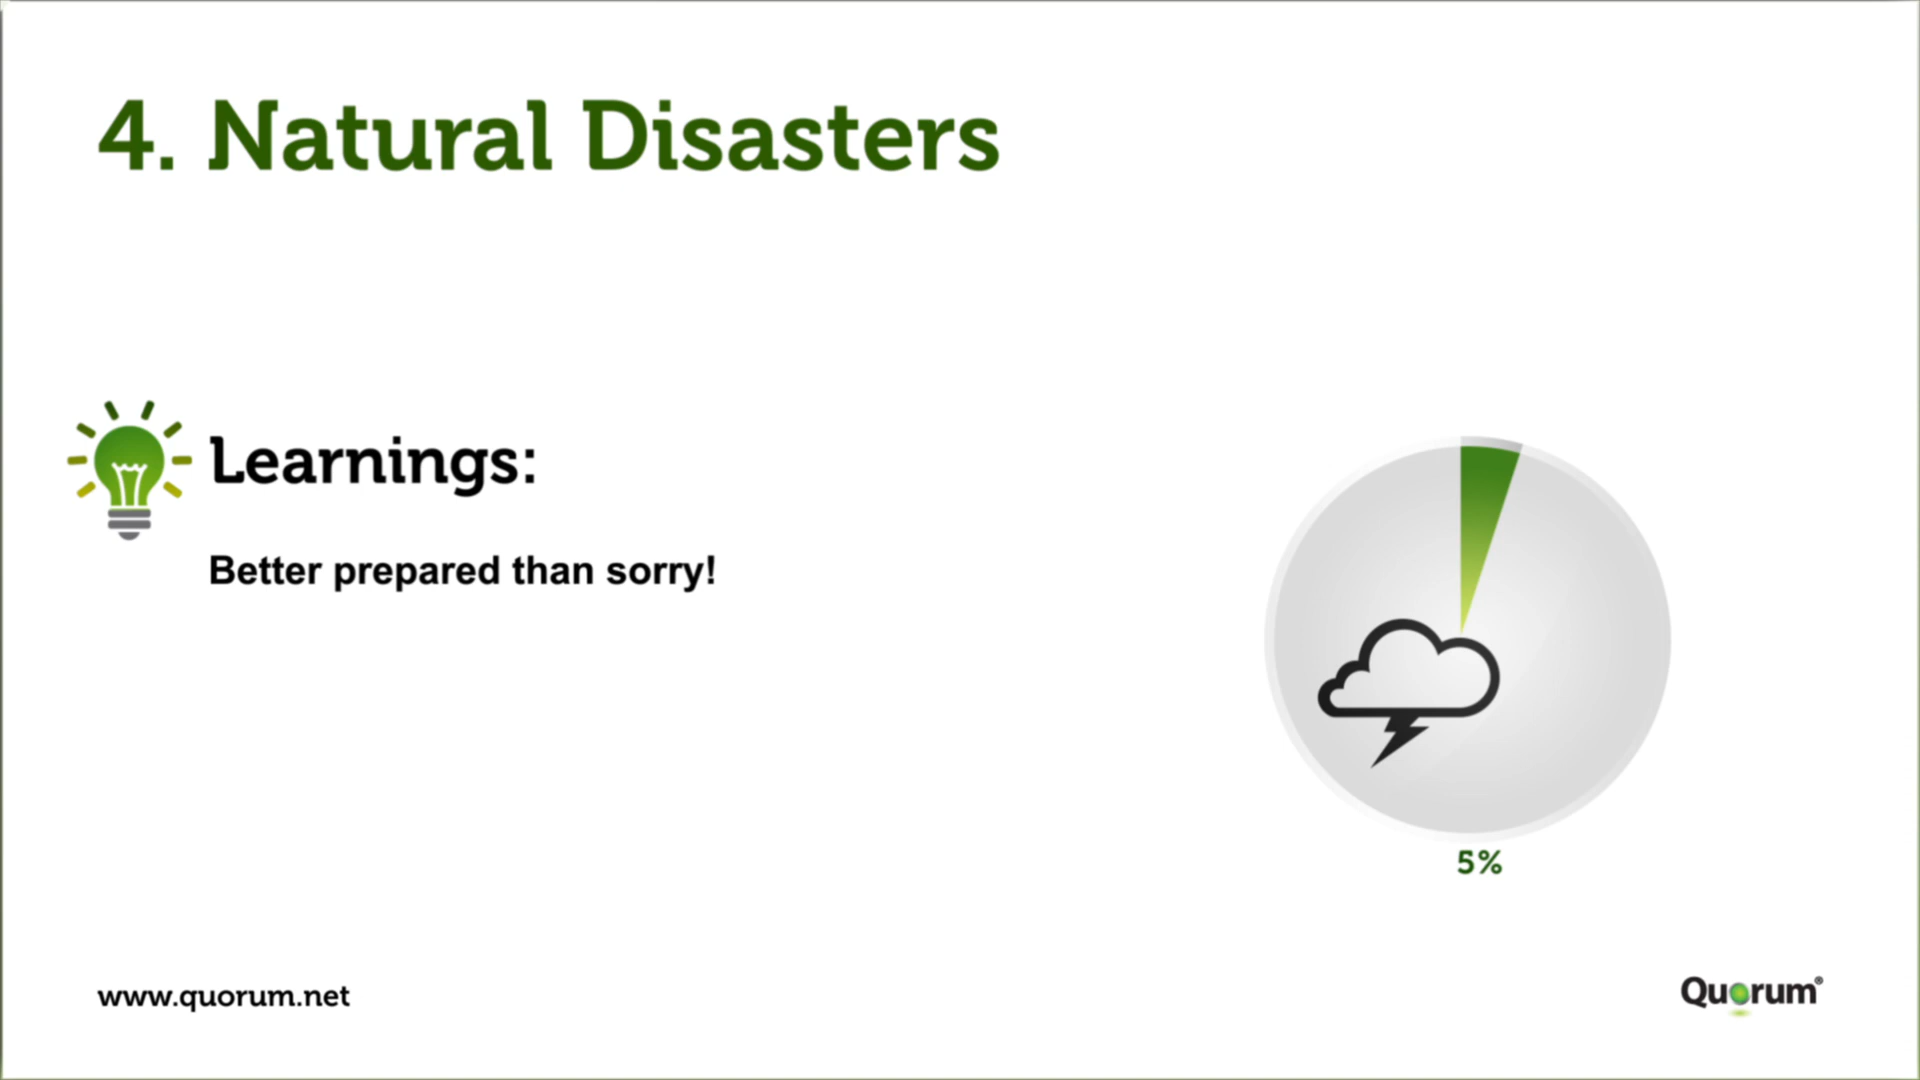 4. Natural Disasters
Learnings:
Better prepared than sorry!
5%
www.quorum.net
Quorum®